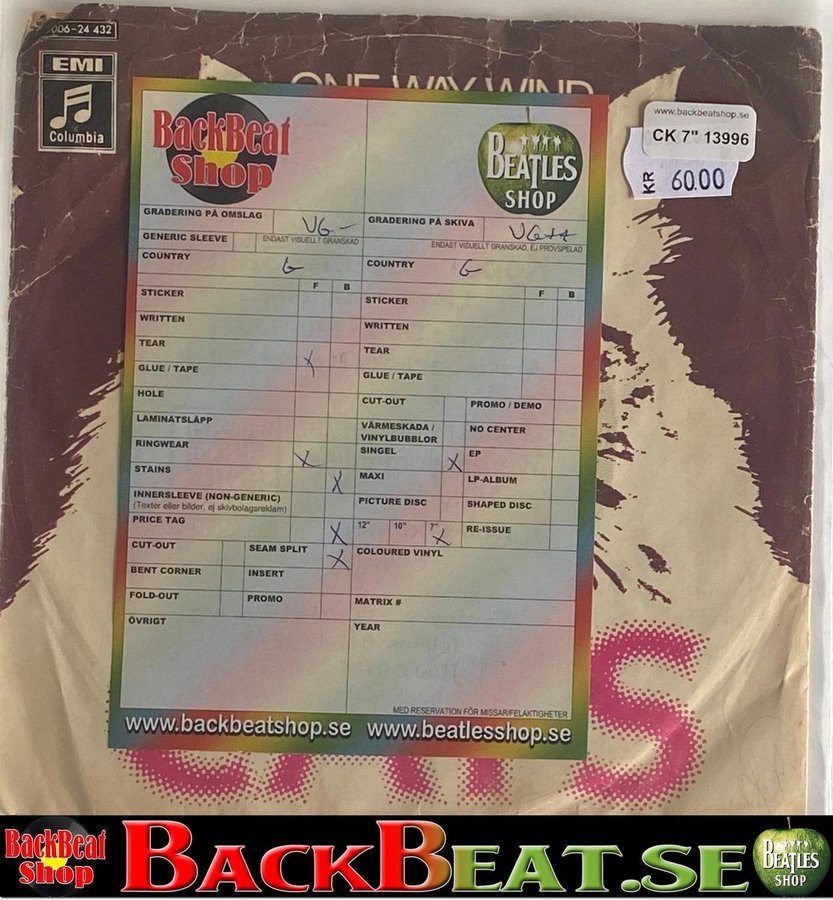 006-24 432
EMI
Columbia
ONE WAY WIND
www.backbeatshop.se
CK 7" 13996
KR 60.00
BackBeat
Shop
BEATLES
SHOP
GRADERING PÅ OMSLAG VG-
GENERIC SLEEVE
ENDAST VISUELLT GRANSKAD
COUNTRY G
F B
STICKER
WRITTEN
TEAR X
GLUE / TAPE
HOLE
LAMINATSLÄPP
RINGWEAR X
STAINS X
INNERSLEEVE (NON-GENERIC)
(Texter eller bilder, ej skivbolagsreklam)
PRICE TAG X
CUT-OUT
SEAM SPLIT X
BENT CORNER
INSERT
FOLD-OUT
PROMO
ÖVRIGT
GRADERING PÅ SKIVA VG++
ENDAST VISUELLT GRANSKAD, EJ PROVSPELAD
COUNTRY G
F B
STICKER
WRITTEN
TEAR
GLUE / TAPE
CUT-OUT
PROMO / DEMO
VÄRMESKADA /
VINYLBUBBLOR
NO CENTER
SINGEL X
EP
MAXI
LP-ALBUM
PICTURE DISC
SHAPED DISC
12" 10" 7" X
RE-ISSUE
COLOURED VINYL
MATRIX #
YEAR
MED RESERVATION FÖR MISSAR/FELAKTIGHETER
www.backbeatshop.se www.beatlesshop.se
CATS
BackBeat
Shop
BACKBEAT.SE
BEATLES
SHOP